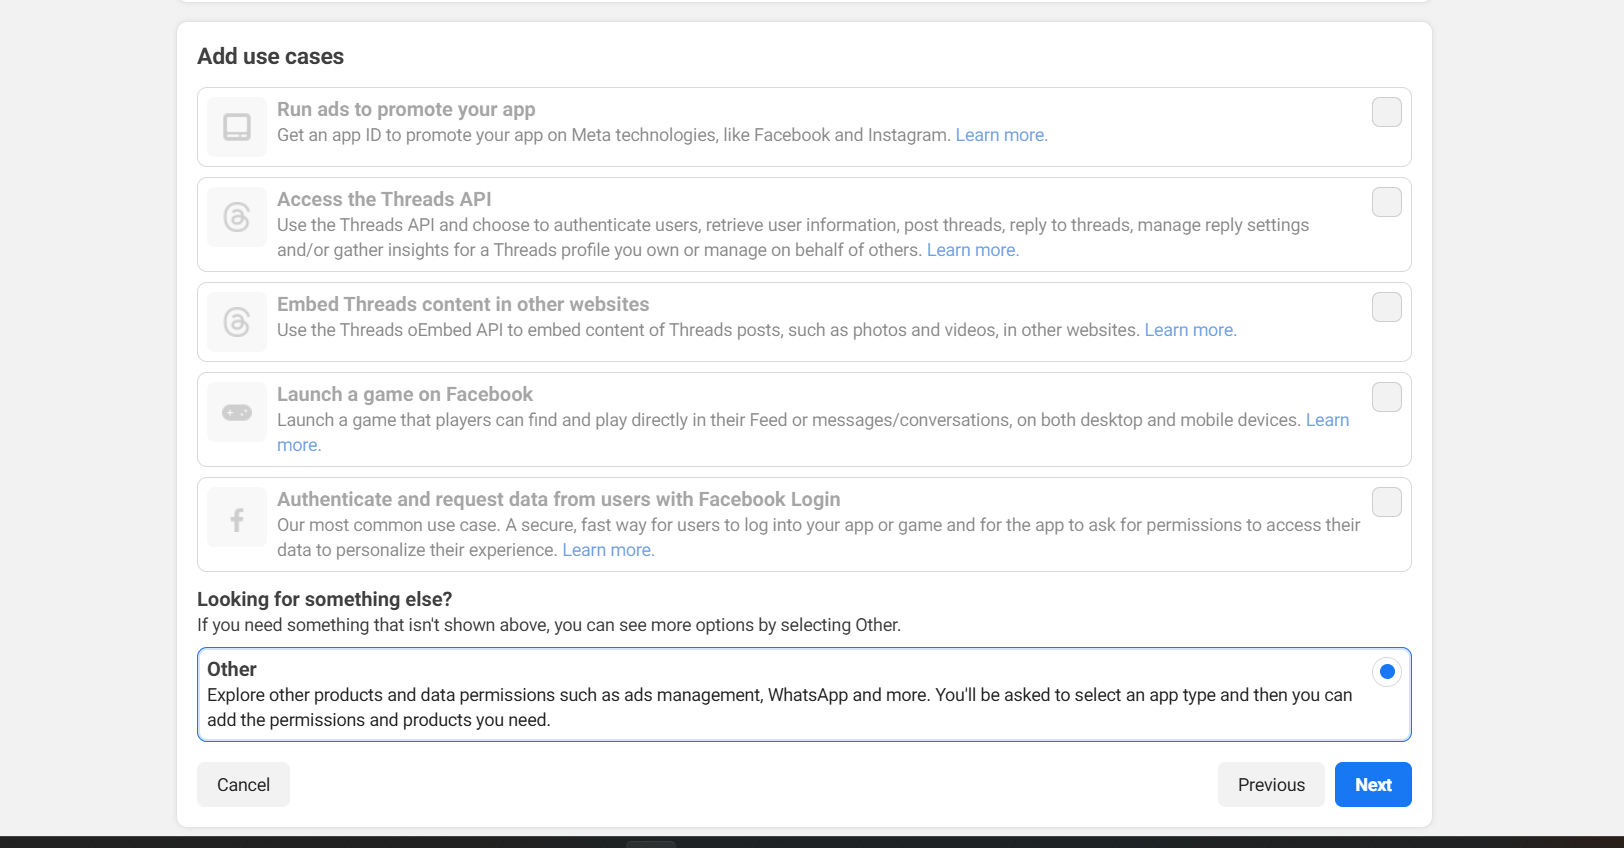 Add use cases
Run ads to promote your app
Get an app ID to promote your app on Meta technologies, like Facebook and Instagram. Learn more.
Access the Threads API
Use the Threads API and choose to authenticate users, retrieve user information, post threads, reply to threads, manage reply settings
and/or gather insights for a Threads profile you own or manage on behalf of others. Learn more.
Embed Threads content in other websites
Use the Threads oEmbed API to embed content of Threads posts, such as photos and videos, in other websites. Learn more.
Launch a game on Facebook
Launch a game that players can find and play directly in their Feed or messages/conversations, on both desktop and mobile devices. Learn
more.
Authenticate and request data from users with Facebook Login
Our most common use case. A secure, fast way for users to log into your app or game and for the app to ask for permissions to access their
data to personalize their experience. Learn more.
Looking for something else?
If you need something that isn't shown above, you can see more options by selecting Other.
Other
Explore other products and data permissions such as ads management, WhatsApp and more. You'll be asked to select an app type and then you can
add the permissions and products you need.
Cancel
Previous
Next